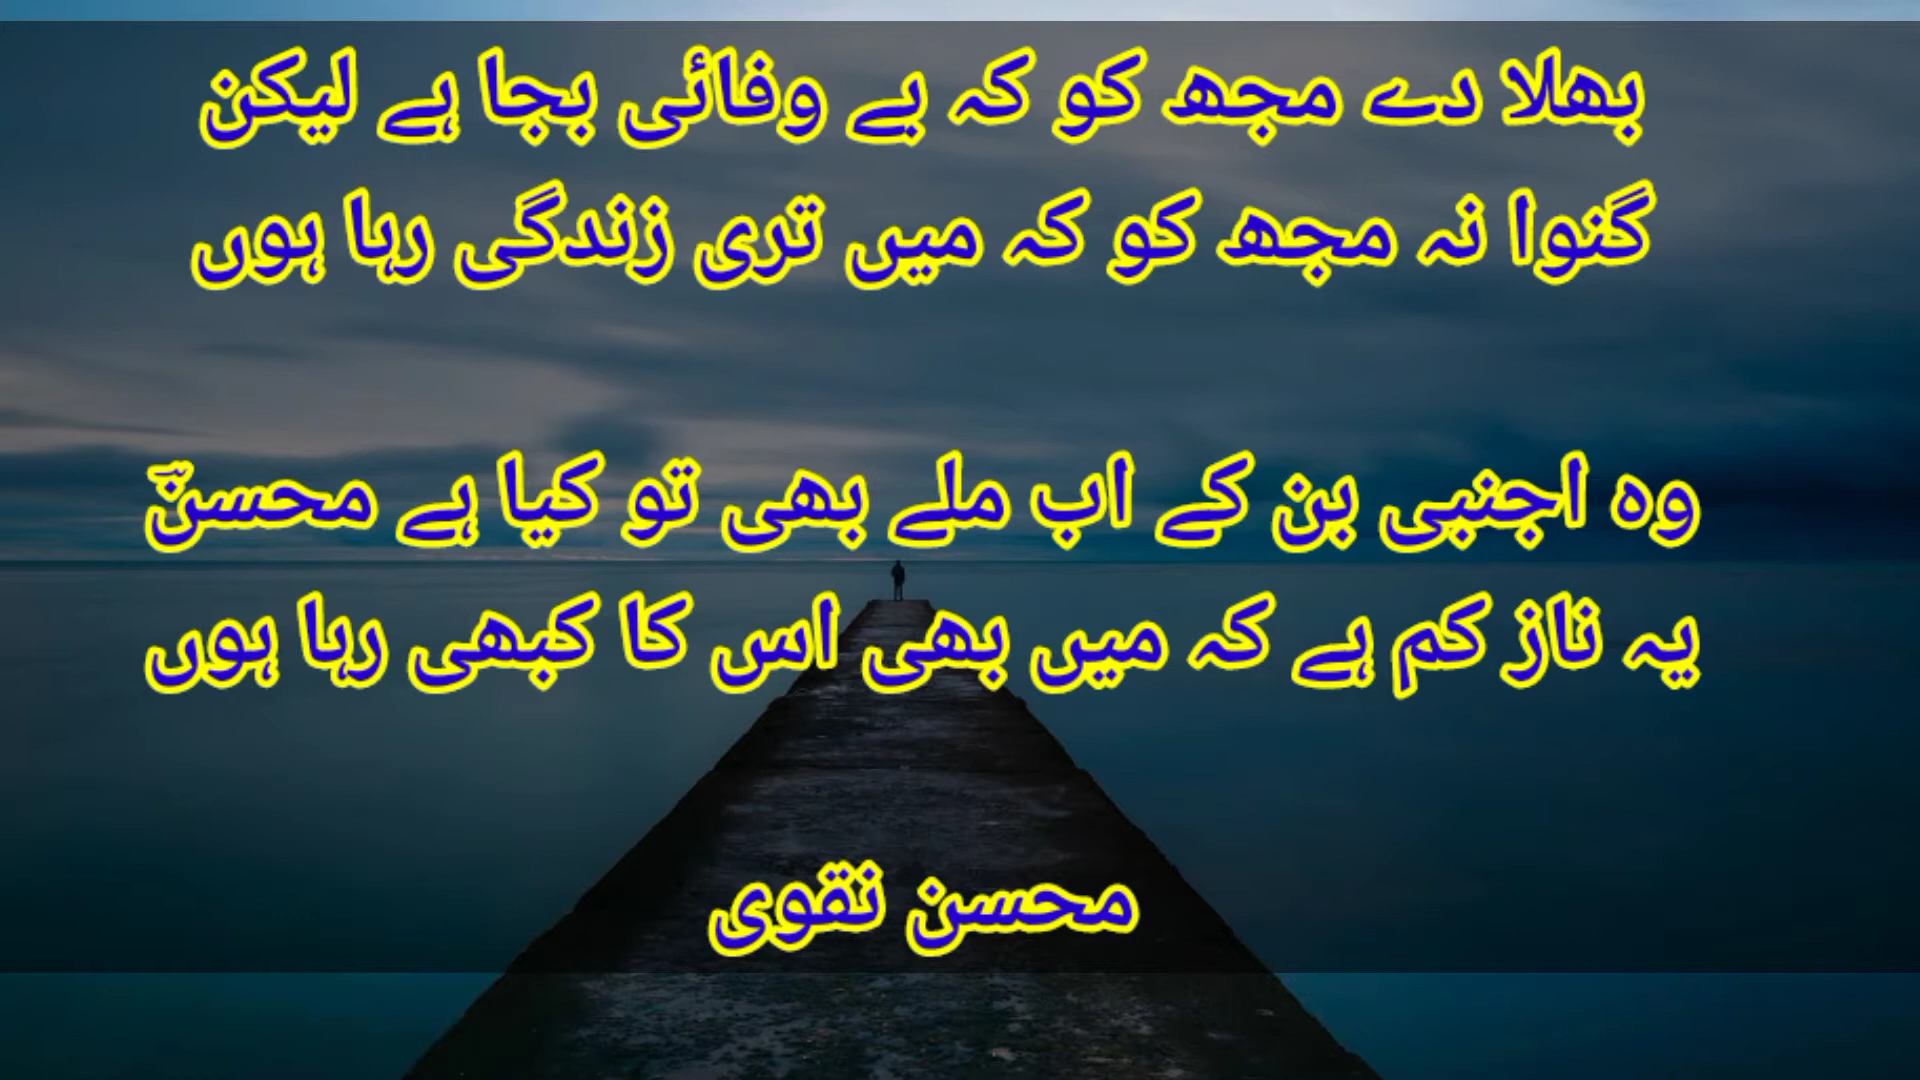 بھلا دے مجھ کو کہ بے وفائی بجا ہے لیکن
گنوا نہ مجھ کو کہ میں تری زندگی رہا ہوں
وہ اجنبی بن کے اب ملے بھی تو کیا ہے محسنؔ
یہ ناز کم ہے کہ میں بھی اس کا کبھی رہا ہوں
محسن نقوی